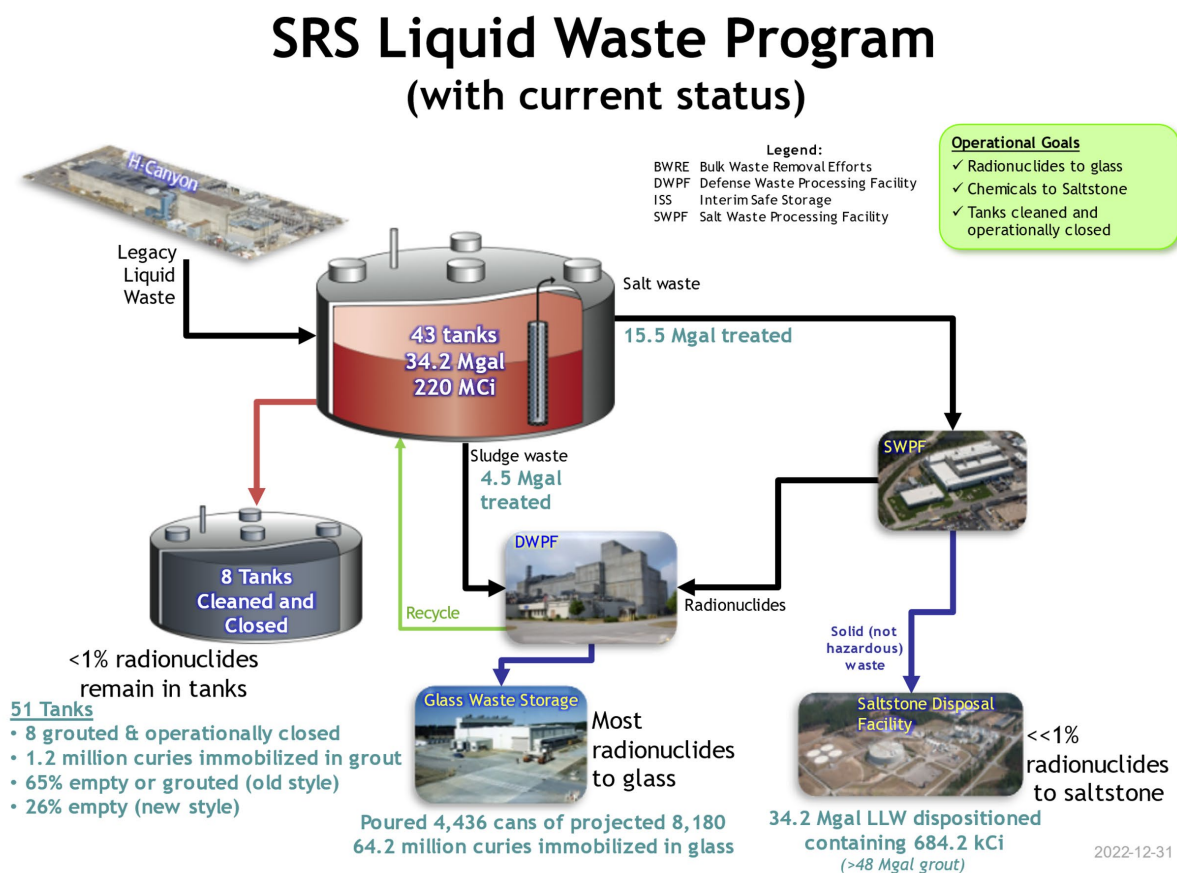 SRS Liquid Waste Program
(with current status)
H-Canyon
Legend:
BWRE Bulk Waste Removal Efforts
DWPF Defense Waste Processing Facility
ISS Interim Safe Storage
SWPF Salt Waste Processing Facility
Operational Goals
✓ Radionuclides to glass
✓ Chemicals to Saltstone
✓ Tanks cleaned and
operationally closed
Legacy
Liquid
Waste
43 tanks
34.2 Mgal
220 MCi
Salt waste
15.5 Mgal treated
SWPF
Sludge waste
4.5 Mgal
treated
DWPF
Recycle
Radionuclides
8 Tanks
Cleaned and
Closed
<1% radionuclides
remain in tanks
51 Tanks
• 8 grouted & operationally closed
• 1.2 million curies immobilized in grout
• 65% empty or grouted (old style)
• 26% empty (new style)
Glass Waste Storage
Most
radionuclides
to glass
Poured 4,436 cans of projected 8,180
64.2 million curies immobilized in glass
Solid (not
hazardous)
waste
Saltstone Disposal
Facility
<<1%
radionuclides
to saltstone
34.2 Mgal LLW dispositioned
containing 684.2 kCi
(>48 Mgal grout)
2022-12-31